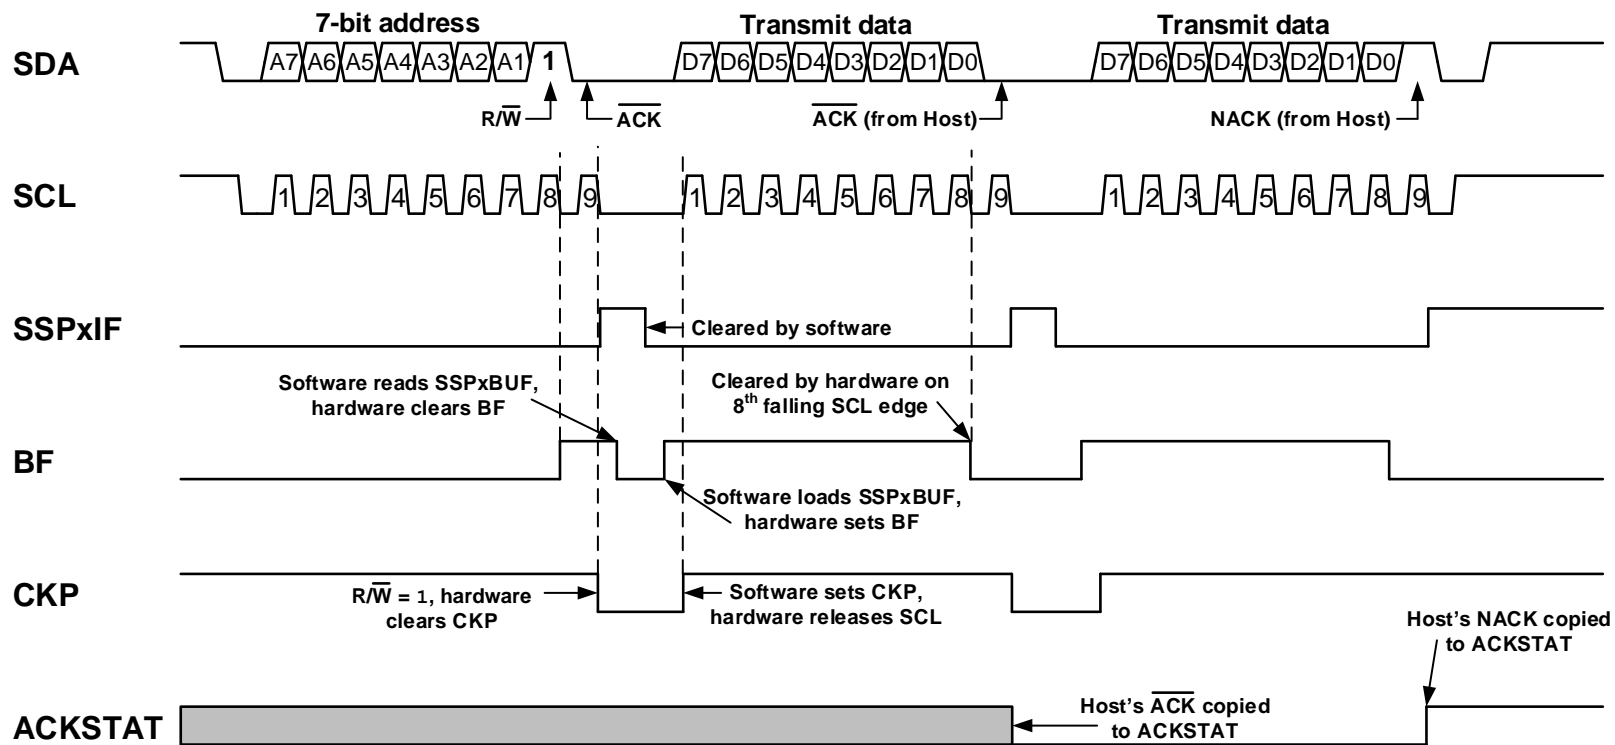 7-bit address
Transmit data
Transmit data
SDA
A7 A6 A5 A4 A3 A2 A1 1
D7 D6 D5 D4 D3 D2 D1 D0
D7 D6 D5 D4 D3 D2 D1 D0
R/W̅
A̅C̅K̅
A̅C̅K̅ (from Host)
NACK (from Host)
SCL
1 2 3 4 5 6 7 8 9
1 2 3 4 5 6 7 8 9
1 2 3 4 5 6 7 8 9
SSPxIF
Cleared by software
Software reads SSPxBUF,
hardware clears BF
Cleared by hardware on
8th falling SCL edge
BF
Software loads SSPxBUF,
hardware sets BF
CKP
R/W̅ = 1, hardware
clears CKP
Software sets CKP,
hardware releases SCL
Host's NACK copied
to ACKSTAT
ACKSTAT
Host's A̅C̅K̅ copied
to ACKSTAT